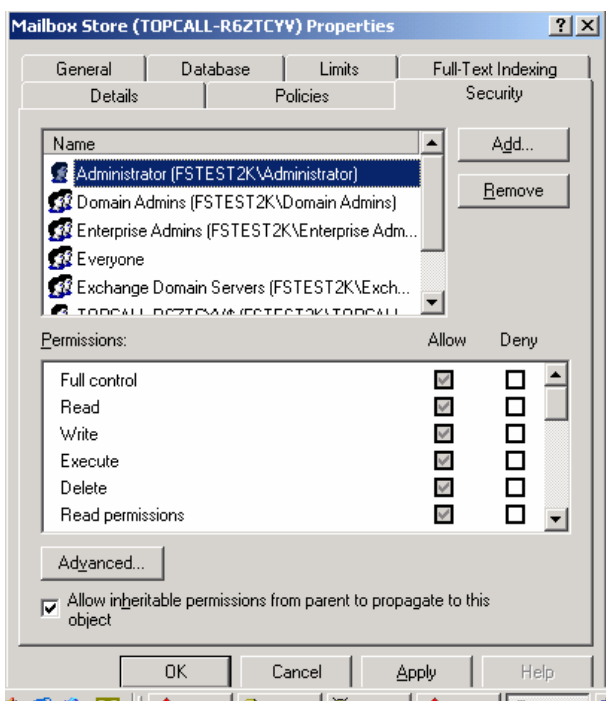 Mailbox Store (TOPCALL-R6ZTCYV) Properties
General Database Limits Full-Text Indexing
Details Policies Security
Name
Administrator (FSTEST2K\Administrator)
Domain Admins (FSTEST2K\Domain Admins)
Enterprise Admins (FSTEST2K\Enterprise Adm...
Everyone
Exchange Domain Servers (FSTEST2K\Exch...
Add...
Remove
Permissions: Allow Deny
Full control
Read
Write
Execute
Delete
Read permissions
Advanced...
Allow inheritable permissions from parent to propagate to this
object
OK Cancel Apply Help